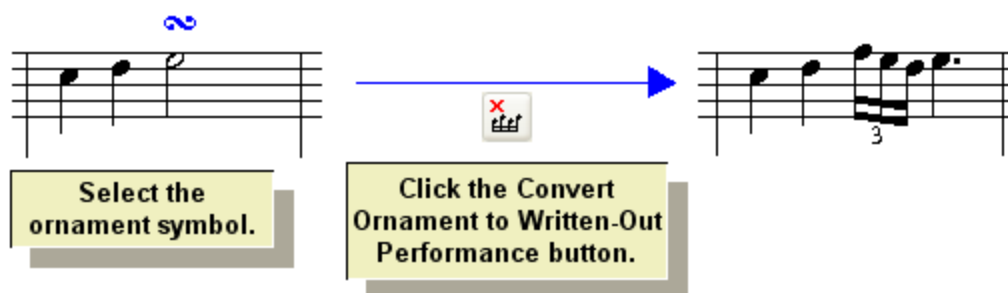 3
Select the
ornament symbol.
Click the Convert
Ornament to Written-Out
Performance button.